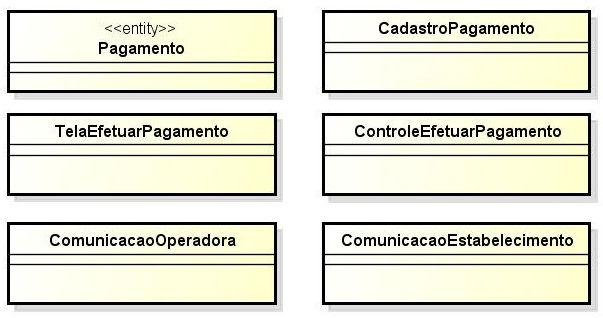 <<entity>>
Pagamento
CadastroPagamento
TelaEfetuarPagamento
ControleEfetuarPagamento
ComunicacaoOperadora
ComunicacaoEstabelecimento